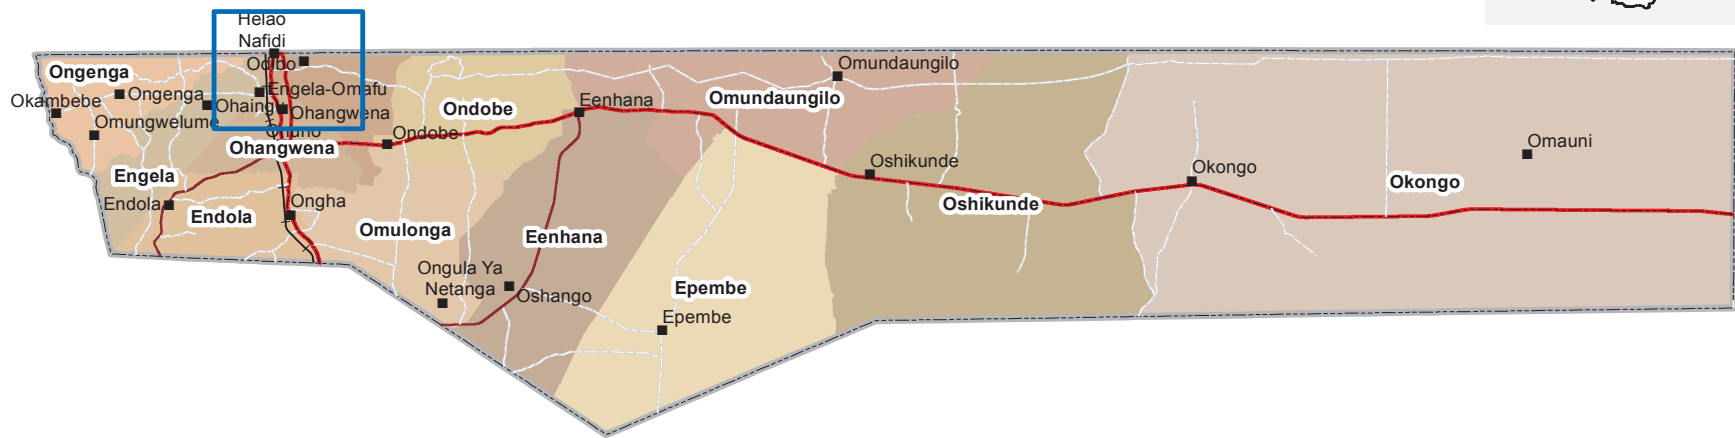 Helao
Nafidi
Odibo
Ongenga
Okambebe
Ongenga
Omungwelume
Ohaingu
Engela-Omafu
Ohangwena
Ohangwena
Ondobe
Ondobe
Eenhana
Omundaungilo
Omundaungilo
Engela
Endola
Endola
Ongha
Omulonga
Eenhana
Ongula Ya
Netanga
Oshango
Epembe
Epembe
Oshikunde
Oshikunde
Okongo
Okongo
Omauni